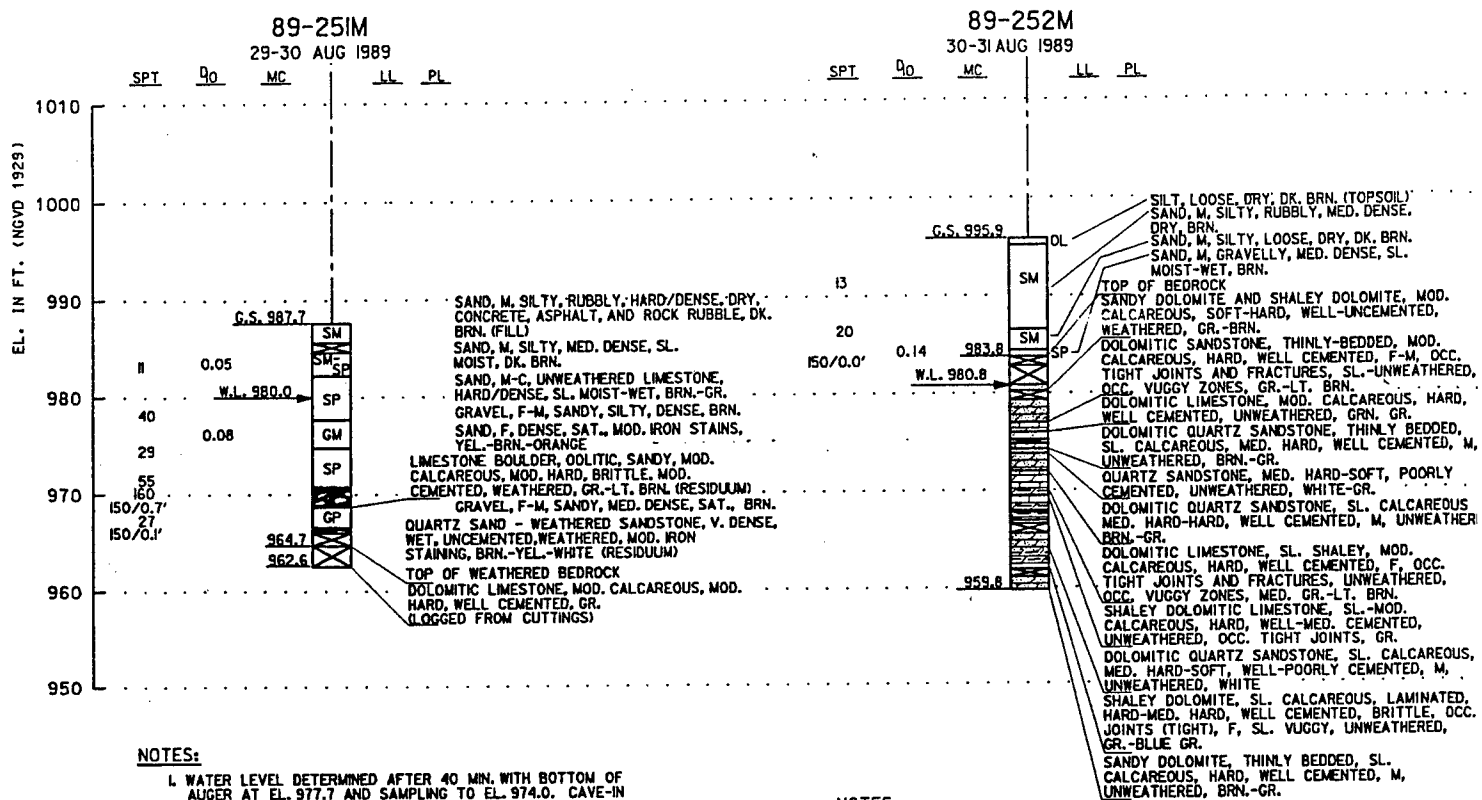 89-251M
29-30 AUG 1989
SPT D10 MC LL PL
EL. IN FT. (NGVD 1929)
1010
1000
990
980
970
960
950
G.S. 987.7
W.L. 980.0
964.7
962.6
11
40
29
55
160
150/0.7'
27
150/0.1'
0.05
0.08
SM
SM-SP
SP
GM
SP
GP
SAND, M, SILTY, RUBBLY, HARD/DENSE, DRY,
CONCRETE, ASPHALT, AND ROCK RUBBLE, DK.
BRN. (FILL)
SAND, M, SILTY, MED. DENSE, SL.
MOIST, DK. BRN.
SAND, M-C, UNWEATHERED LIMESTONE,
HARD/DENSE, SL. MOIST-WET, BRN.-GR.
GRAVEL, F-M, SANDY, SILTY, DENSE, BRN.
SAND, F, DENSE, SAT., MOD. IRON STAINS,
YEL.-BRN.-ORANGE
LIMESTONE BOULDER, OOLITIC, SANDY, MOD.
CALCAREOUS, MOD. HARD, BRITTLE, MOD.
CEMENTED, WEATHERED, GR.-LT. BRN. (RESIDUUM)
GRAVEL, F-M, SANDY, MED. DENSE, SAT., BRN.
QUARTZ SAND - WEATHERED SANDSTONE, V. DENSE,
WET, UNCEMENTED, WEATHERED, MOD. IRON
STAINING, BRN.-YEL.-WHITE (RESIDUUM)
TOP OF WEATHERED BEDROCK
DOLOMITIC LIMESTONE, MOD. CALCAREOUS, MOD.
HARD, WELL CEMENTED, GR.
(LOGGED FROM CUTTINGS)
NOTES:
1. WATER LEVEL DETERMINED AFTER 40 MIN. WITH BOTTOM OF
AUGER AT EL. 977.7 AND SAMPLING TO EL. 974.0. CAVE-IN
89-252M
30-31 AUG 1989
SPT D10 MC LL PL
G.S. 995.9
983.8
W.L. 980.8
959.8
13
20
150/0.0'
0.14
OL
SM
SM
SP
SILT, LOOSE, DRY, DK. BRN. (TOPSOIL)
SAND, M, SILTY, RUBBLY, MED. DENSE,
DRY, BRN.
SAND, M, SILTY, LOOSE, DRY, DK. BRN.
SAND, M, GRAVELLY, MED. DENSE, SL.
MOIST-WET, BRN.
TOP OF BEDROCK
SANDY DOLOMITE AND SHALEY DOLOMITE, MOD.
CALCAREOUS, SOFT-HARD, WELL-UNCEMENTED,
WEATHERED, GR.-BRN.
DOLOMITIC SANDSTONE, THINLY-BEDDED, MOD.
CALCAREOUS, HARD, WELL CEMENTED, F-M, OCC.
TIGHT JOINTS AND FRACTURES, SL.-UNWEATHERED,
OCC. VUGGY ZONES, GR.-LT. BRN.
DOLOMITIC LIMESTONE, MOD. CALCAREOUS, HARD,
WELL CEMENTED, UNWEATHERED, GRN. GR.
DOLOMITIC QUARTZ SANDSTONE, THINLY BEDDED,
SL. CALCAREOUS, MED. HARD, WELL CEMENTED, M,
UNWEATHERED, BRN.-GR.
QUARTZ SANDSTONE, MED. HARD-SOFT, POORLY
CEMENTED, UNWEATHERED, WHITE-GR.
DOLOMITIC QUARTZ SANDSTONE, SL. CALCAREOUS
MED. HARD-HARD, WELL CEMENTED, M, UNWEATHERE
BRN.-GR.
DOLOMITIC LIMESTONE, SL. SHALEY, MOD.
CALCAREOUS, HARD, WELL CEMENTED, F, OCC.
TIGHT JOINTS AND FRACTURES, UNWEATHERED,
OCC. VUGGY ZONES, MED. GR.-LT. BRN.
SHALEY DOLOMITIC LIMESTONE, SL.-MOD.
CALCAREOUS, HARD, WELL-MED. CEMENTED,
UNWEATHERED, OCC. TIGHT JOINTS, GR.
DOLOMITIC QUARTZ SANDSTONE, SL. CALCAREOUS,
MED. HARD-SOFT, WELL-POORLY CEMENTED, M,
UNWEATHERED, WHITE
SHALEY DOLOMITE, SL. CALCAREOUS, LAMINATED,
HARD-MED. HARD, WELL CEMENTED, BRITTLE, OCC.
JOINTS (TIGHT), F, SL. VUGGY, UNWEATHERED,
GR.-BLUE GR.
SANDY DOLOMITE, THINLY BEDDED, SL.
CALCAREOUS, HARD, WELL CEMENTED, M,
UNWEATHERED, BRN.-GR.
NOTES